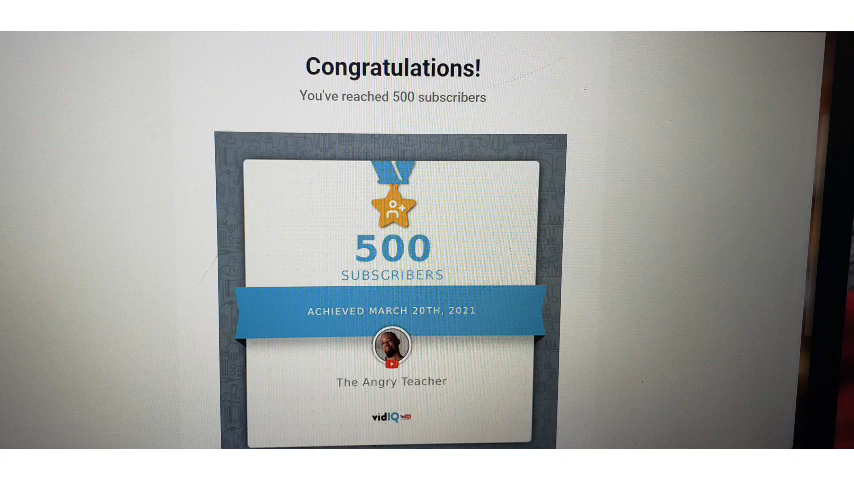 Congratulations!
You've reached 500 subscribers
500
SUBSCRIBERS
ACHIEVED MARCH 20TH, 2021
The Angry Teacher
vidIQ